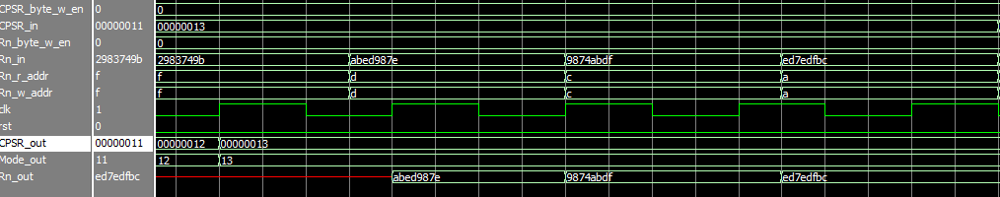 CPSR_byte_w_en 0 0
CPSR_in 00000011 00000013
Rn_byte_w_en 0 0
Rn_in 2983749b 2983749b abed987e 9874abdf ed7edfbc
Rn_r_addr f f d c a
Rn_w_addr f f d c a
clk 1
rst 0
CPSR_out 00000011 00000012 00000013
Mode_out 11 12 13
Rn_out ed7edfbc abed987e 9874abdf ed7edfbc